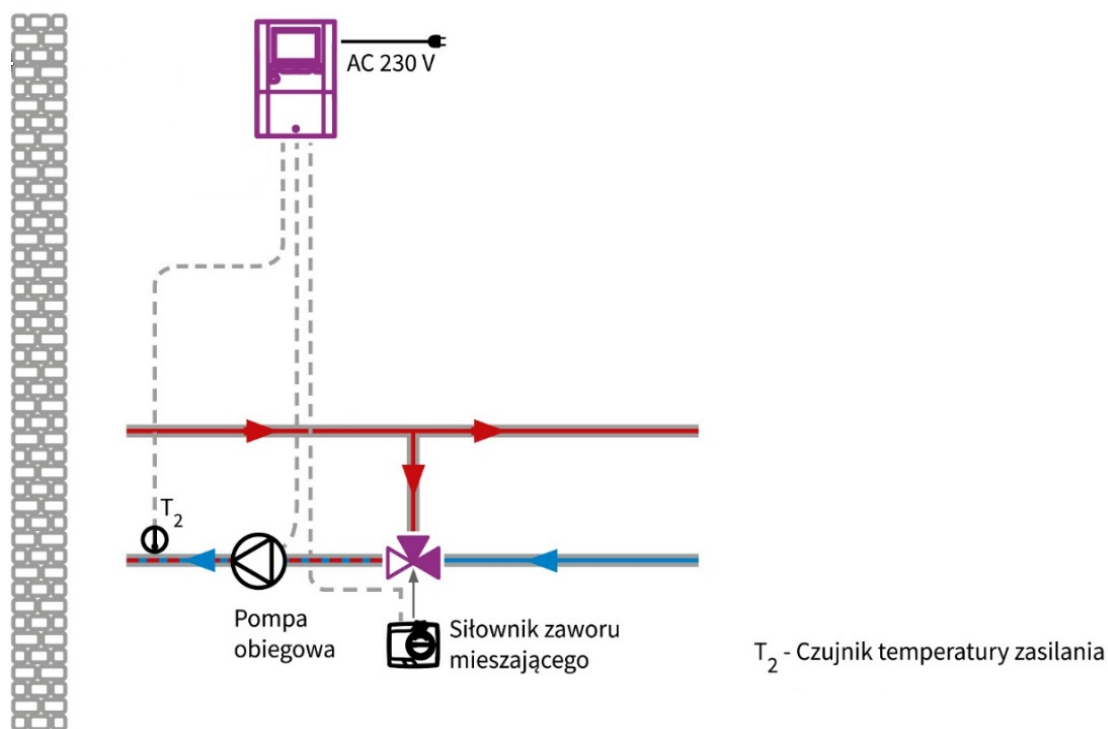 AC 230 V
T2
Pompa
obiegowa
Siłownik zaworu
mieszającego
T2 - Czujnik temperatury zasilania